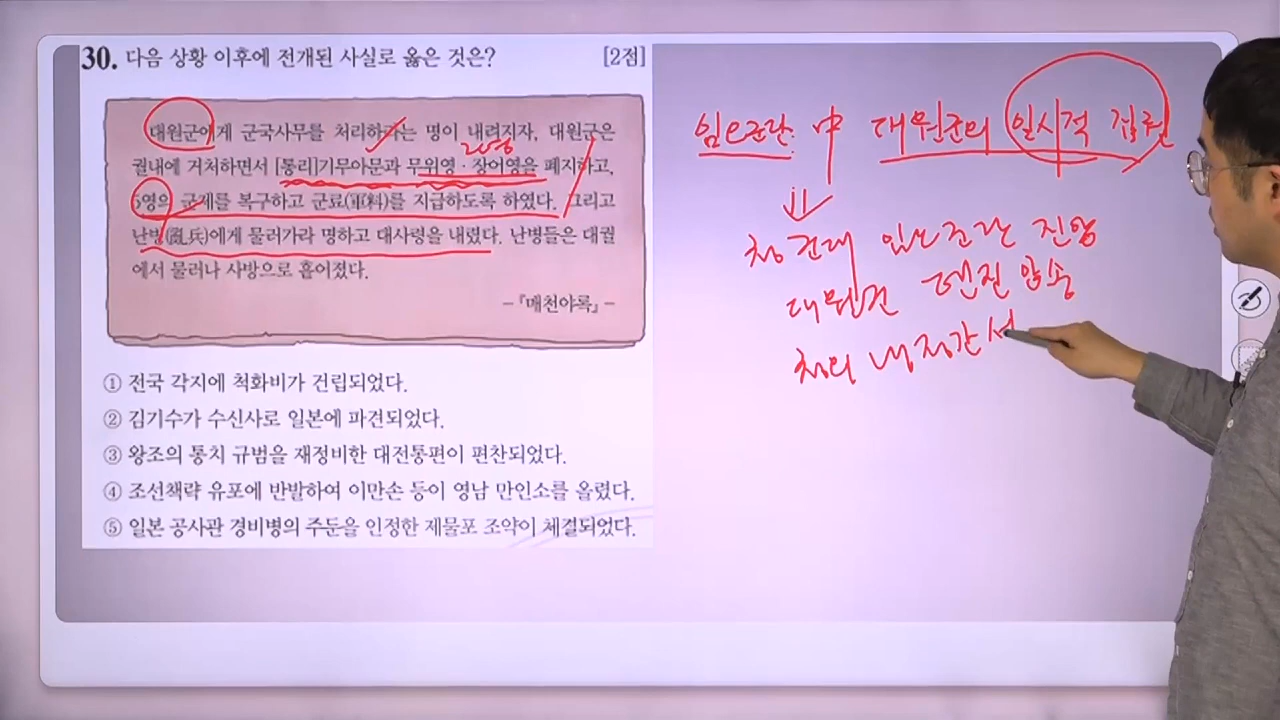 30. 다음 상황 이후에 전개된 사실로 옳은 것은? [2점]
대원군에게 군국사무를 처리하라는 명이 내려지자, 대원군은
궐내에 거처하면서 [통리]기무아문과 무위영·장어영을 폐지하고,
2영
5영의 군제를 복구하고 군료(軍料)를 지급하도록 하였다. 그리고
난병(亂兵)에게 물러가라 명하고 대사령을 내렸다. 난병들은 대궐
에서 물러나 사방으로 흩어졌다.
-『매천야록』-
① 전국 각지에 척화비가 건립되었다.
② 김기수가 수신사로 일본에 파견되었다.
③ 왕조의 통치 규범을 재정비한 대전통편이 편찬되었다.
④ 조선책략 유포에 반발하여 이만손 등이 영남 만인소를 올렸다.
⑤ 일본 공사관 경비병의 주둔을 인정한 제물포 조약이 체결되었다.
임오군란: 中 대원군의 일시적 집권
청 군대 임오군란 진압
대원군 톈진 압송
청의 내정간섭